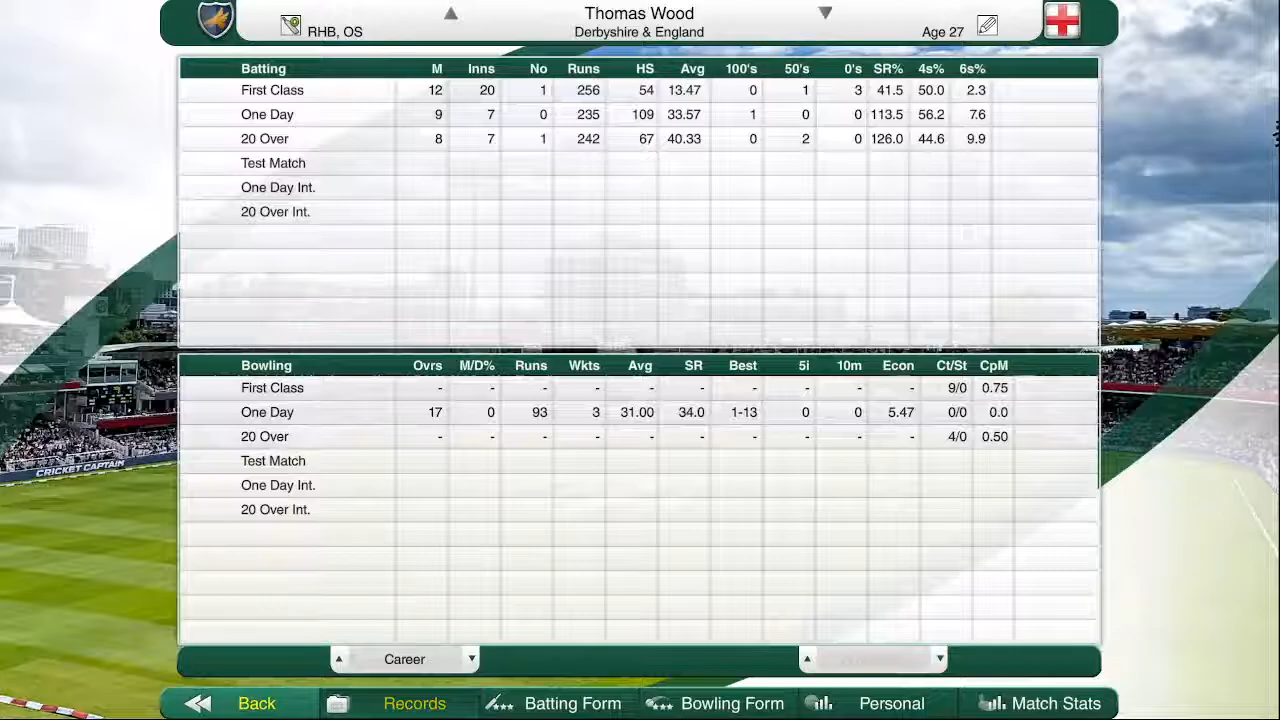 Thomas Wood
RHB, OS Derbyshire & England Age 27
Batting M Inns No Runs HS Avg 100's 50's 0's SR% 4s% 6s%
First Class 12 20 1 256 54 13.47 0 1 3 41.5 50.0 2.3
One Day 9 7 0 235 109 33.57 1 0 0 113.5 56.2 7.6
20 Over 8 7 1 242 67 40.33 0 2 0 126.0 44.6 9.9
Test Match
One Day Int.
20 Over Int.
Bowling Ovrs M/D% Runs Wkts Avg SR Best 5i 10m Econ Ct/St CpM
First Class - - - - - - - - - - 9/0 0.75
One Day 17 0 93 3 31.00 34.0 1-13 0 0 5.47 0/0 0.0
20 Over - - - - - - - - - - 4/0 0.50
Test Match
One Day Int.
20 Over Int.
CRICKET CAPTAIN
Career
Back Records Batting Form Bowling Form Personal Match Stats